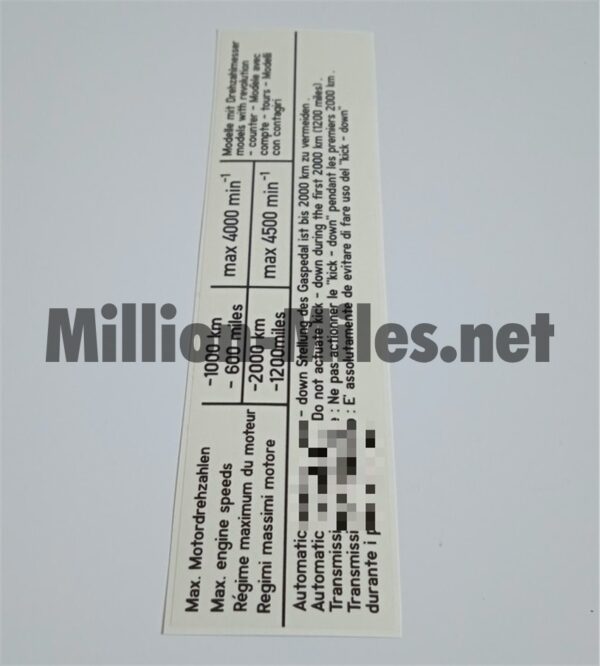 Max. Motordrehzahlen
Max. engine speeds
Régime maximum du moteur
Regimi massimi motore
-1000 km
- 600 miles
max 4000 min-1
-2000 km
-1200miles
max 4500 min-1
Modelle mit Drehzahlmesser
models with revolution
- counter - Modèle avec
compte - tours - Modelli
con contagiri
Automatic - down Stellung des Gaspedal ist bis 2000 km zu vermeiden.
Automatic Do not actuate kick - down during the first 2000 km (1200 miles).
Transmissi : Ne pas actionner le "kick - down" pendant les premiers 2000 km.
Transmissi : E' assolutamente de evitare di fare uso del "kick - down"
durante i
Million-Miles.net